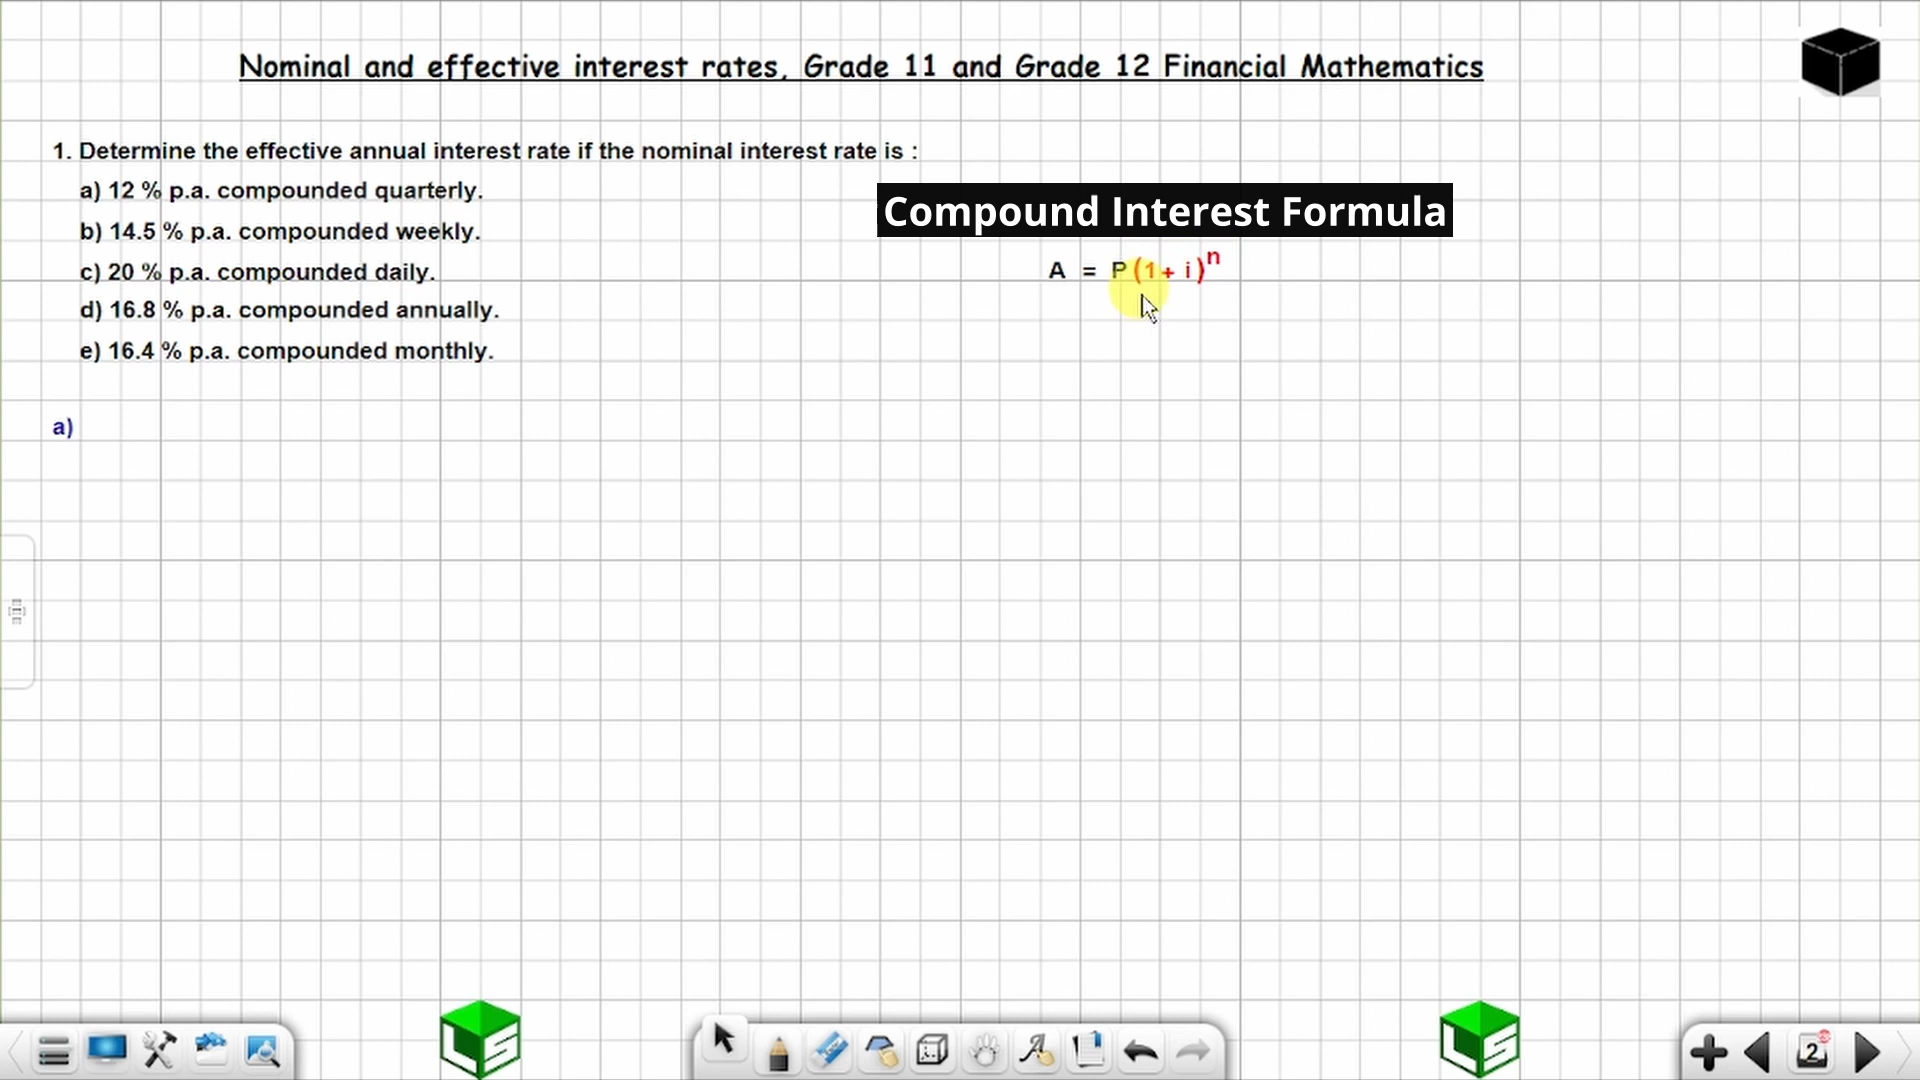 Nominal and effective interest rates, Grade 11 and Grade 12 Financial Mathematics
1. Determine the effective annual interest rate if the nominal interest rate is :
a) 12 % p.a. compounded quarterly.
b) 14.5 % p.a. compounded weekly.
c) 20 % p.a. compounded daily.
d) 16.8 % p.a. compounded annually.
e) 16.4 % p.a. compounded monthly.
Compound Interest Formula
A = P(1+ i)^n
a)
LS
LS
2